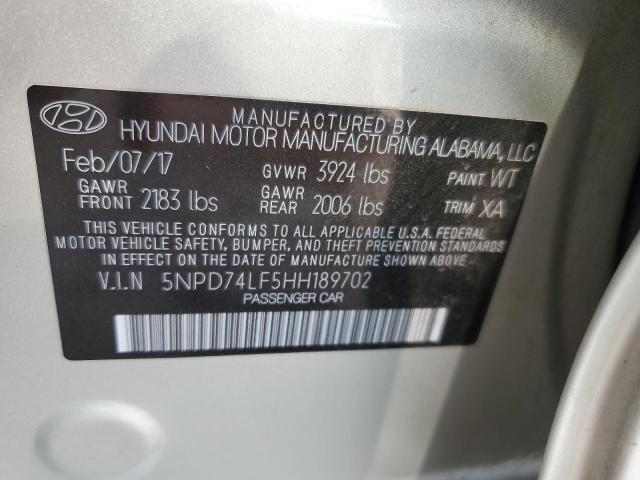 MANUFACTURED BY
HYUNDAI MOTOR MANUFACTURING ALABAMA, LLC
Feb/07/17 GVWR 3924 lbs PAINT WT
GAWR FRONT 2183 lbs GAWR REAR 2006 lbs TRIM XA
THIS VEHICLE CONFORMS TO ALL APPLICABLE U.S.A. FEDERAL
MOTOR VEHICLE SAFETY, BUMPER, AND THEFT PREVENTION STANDARDS
IN EFFECT ON THE DATE OF MANUFACTURE SHOWN ABOVE.
V.I.N 5NPD74LF5HH189702
PASSENGER CAR